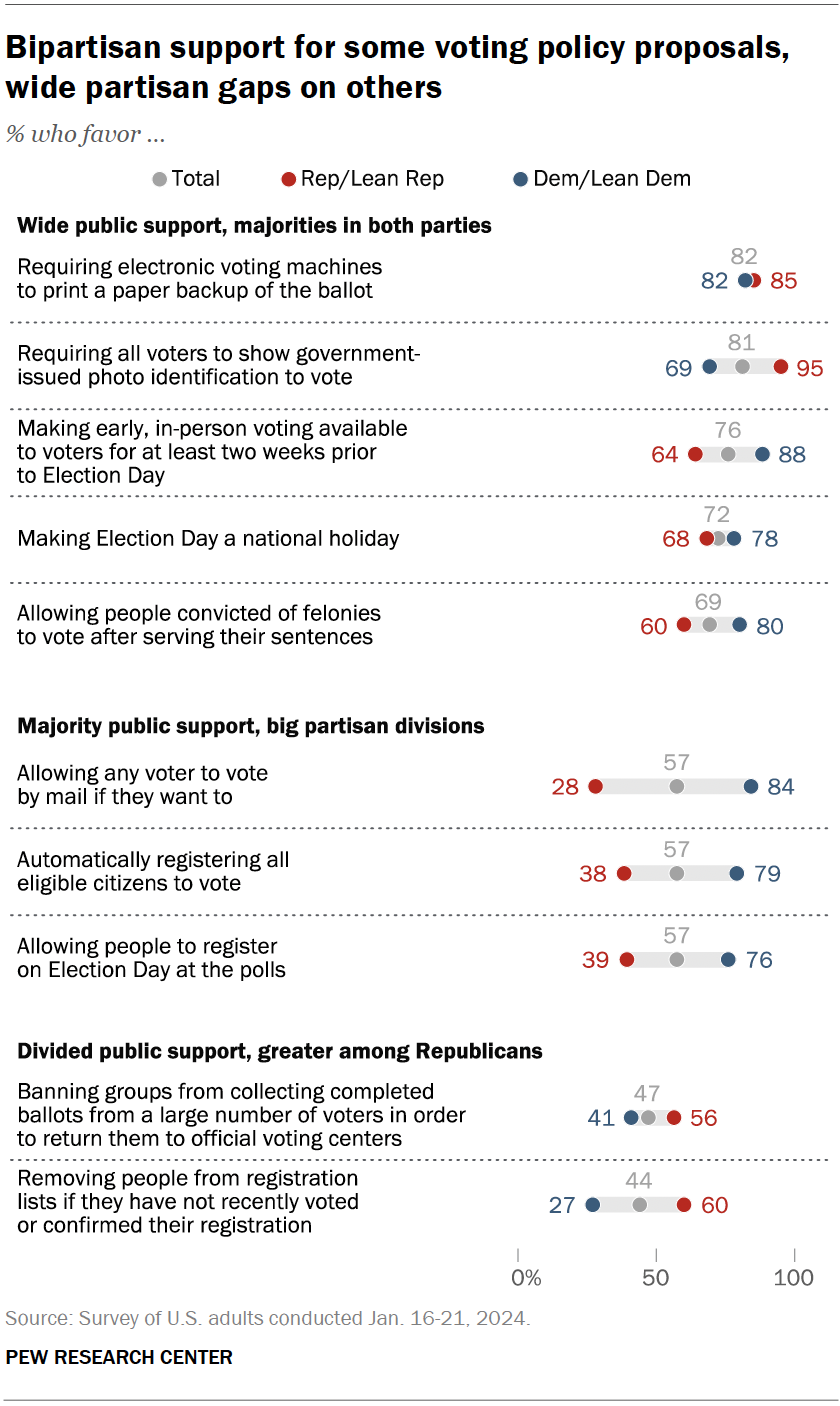 Bipartisan support for some voting policy proposals,
wide partisan gaps on others
% who favor ...
Total Rep/Lean Rep Dem/Lean Dem
Wide public support, majorities in both parties
Requiring electronic voting machines
to print a paper backup of the ballot
82
82 85
Requiring all voters to show government-
issued photo identification to vote
81
69 95
Making early, in-person voting available
to voters for at least two weeks prior
to Election Day
76
64 88
Making Election Day a national holiday
72
68 78
Allowing people convicted of felonies
to vote after serving their sentences
69
60 80
Majority public support, big partisan divisions
Allowing any voter to vote
by mail if they want to
57
28 84
Automatically registering all
eligible citizens to vote
57
38 79
Allowing people to register
on Election Day at the polls
57
39 76
Divided public support, greater among Republicans
Banning groups from collecting completed
ballots from a large number of voters in order
to return them to official voting centers
47
41 56
Removing people from registration
lists if they have not recently voted
or confirmed their registration
44
27 60
0% 50 100
Source: Survey of U.S. adults conducted Jan. 16-21, 2024.
PEW RESEARCH CENTER